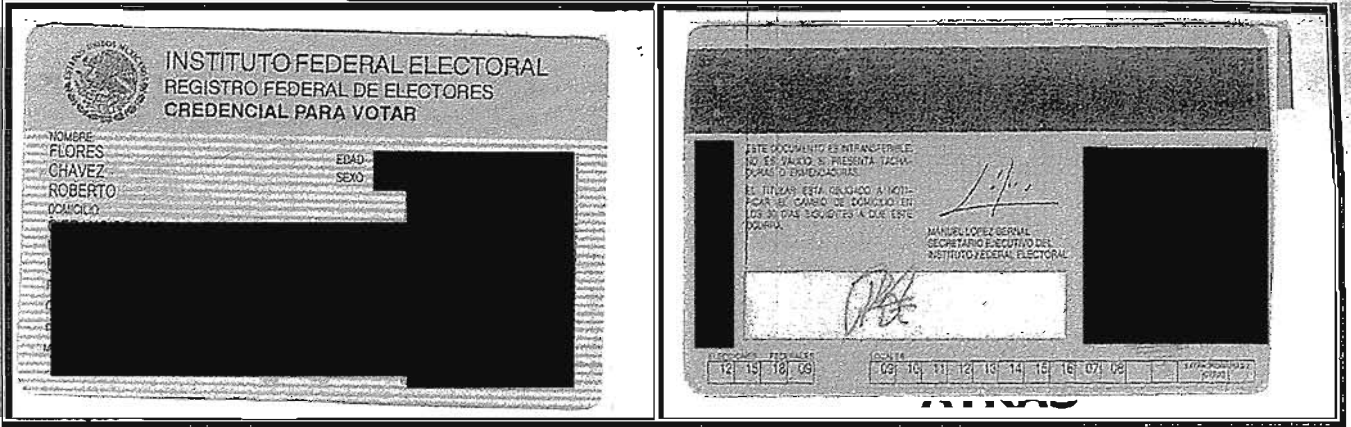 INSTITUTO FEDERAL ELECTORAL
REGISTRO FEDERAL DE ELECTORES
CREDENCIAL PARA VOTAR
NOMBRE
FLORES
CHAVEZ
ROBERTO
EDAD
SEXO
DOMICILIO
ESTE DOCUMENTO ES INTRANSFERIBLE.
NO ES VALIDO SI PRESENTA TACHA-
DURAS O ENMENDADURAS.
EL TITULAR ESTA OBLIGADO A NOTI-
FICAR EL CAMBIO DE DOMICILIO EN
LOS 30 DIAS SIGUIENTES A QUE ESTE
OCURRA.
MANUEL LOPEZ BERNAL
SECRETARIO EJECUTIVO DEL
INSTITUTO FEDERAL ELECTORAL
ELECCIONES FEDERALES
12 15 18 09
LOCALES
09 10 11 12 13 14 15 16 07 08